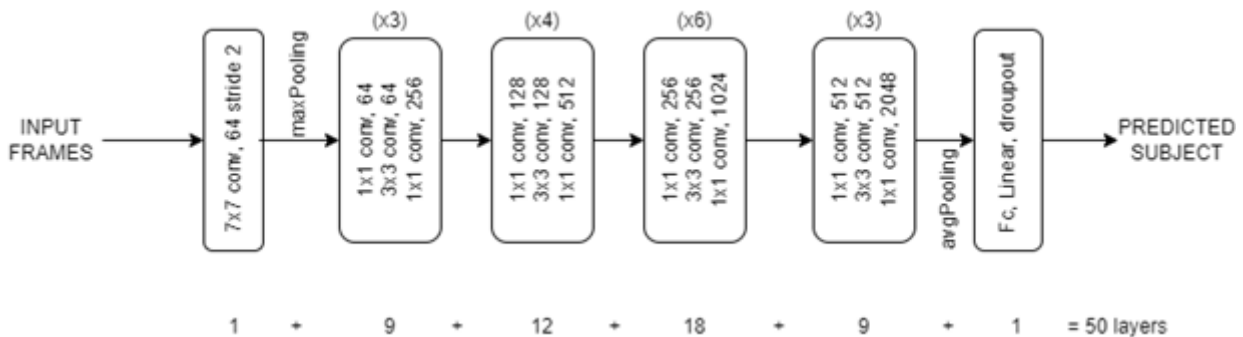 (x3)
(x4)
(x6)
(x3)
INPUT
FRAMES
7x7 conv, 64 stride 2
maxPooling
1x1 conv, 64
3x3 conv, 64
1x1 conv, 256
1x1 conv, 128
3x3 conv, 128
1x1 conv, 512
1x1 conv, 256
3x3 conv, 256
1x1 conv, 1024
1x1 conv, 512
3x3 conv, 512
1x1 conv, 2048
avgPooling
Fc, Linear, droupout
PREDICTED
SUBJECT
1 + 9 + 12 + 18 + 9 + 1 = 50 layers